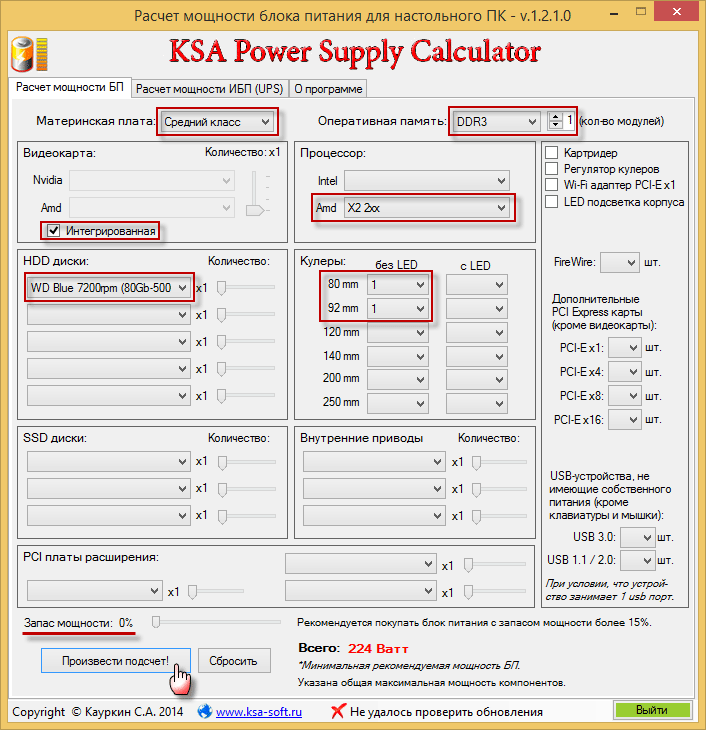 Расчет мощности блока питания для настольного ПК - v.1.2.1.0
KSA Power Supply Calculator
Расчет мощности БП
Расчет мощности ИБП (UPS)
О программе
Материнская плата: Средний класс
Оперативная память: DDR3 1 (кол-во модулей)
Видеокарта: Количество: x1
Nvidia
Amd
Интегрированная
Процессор:
Intel
Amd X2 2xx
Картридер
Регулятор кулеров
Wi-Fi адаптер PCI-E x1
LED подсветка корпуса
HDD диски: Количество:
WD Blue 7200rpm (80Gb-500 x1
x1
x1
x1
x1
Кулеры: без LED с LED
80 mm 1
92 mm 1
120 mm
140 mm
200 mm
250 mm
FireWire: шт.
Дополнительные
PCI Express карты
(кроме видеокарты):
PCI-E x1: шт.
PCI-E x4: шт.
PCI-E x8: шт.
PCI-E x16: шт.
SSD диски: Количество:
x1
x1
x1
Внутренние приводы Количество:
x1
x1
x1
USB-устройства, не
имеющие собственного
питания (кроме
клавиатуры и мышки):
USB 3.0: шт.
USB 1.1 / 2.0: шт.
При условии, что устрой-
ство занимает 1 usb порт.
PCI платы расширения:
x1
x1
x1
Запас мощности: 0%
Рекомендуется покупать блок питания с запасом мощности более 15%.
Произвести подсчет!
Сбросить
Всего: 224 Ватт
*Минимальная рекомендуемая мощность БП.
Указана общая максимальная мощность компонентов.
Copyright © Кауркин С.А. 2014
www.ksa-soft.ru
Не удалось проверить обновления
Выйти